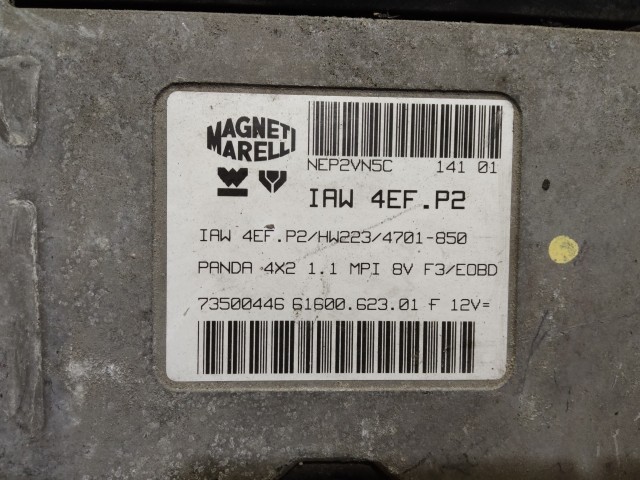 MAGNETI
MARELLI
NEP2VN5C 141 01
IAW 4EF.P2
IAW 4EF.P2/HW223/4701-850
PANDA 4X2 1.1 MPI 8V F3/EOBD
73500446 61600.623.01 F 12V=